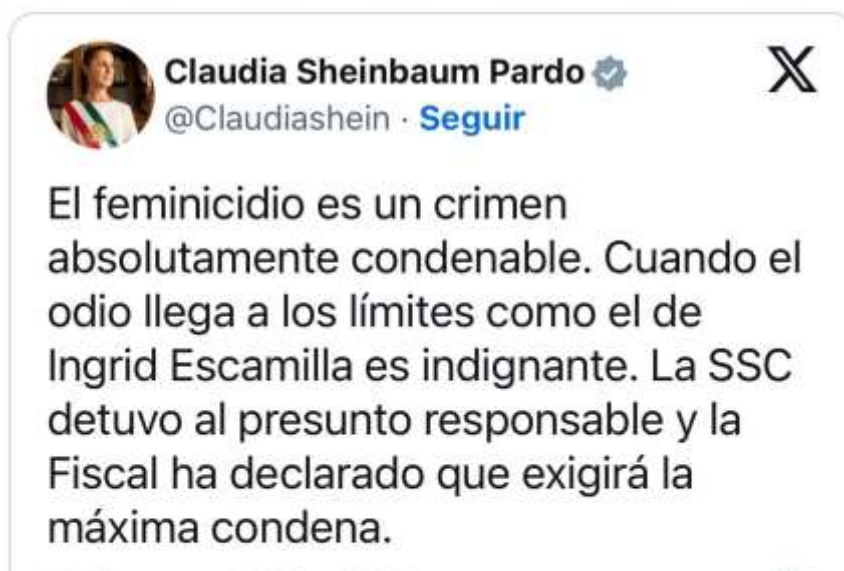 Claudia Sheinbaum Pardo
@Claudiashein · Seguir
El feminicidio es un crimen
absolutamente condenable. Cuando el
odio llega a los límites como el de
Ingrid Escamilla es indignante. La SSC
detuvo al presunto responsable y la
Fiscal ha declarado que exigirá la
máxima condena.